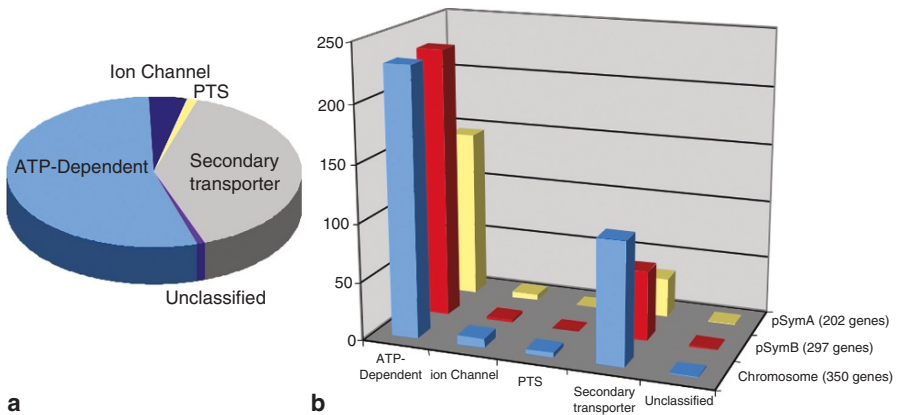 Ion Channel
PTS
ATP-Dependent
Secondary
transporter
Unclassified
a
250
200
150
100
50
0
ATP-
Dependent
ion Channel
PTS
Secondary
transporter
Unclassified
pSymA (202 genes)
pSymB (297 genes)
Chromosome (350 genes)
b